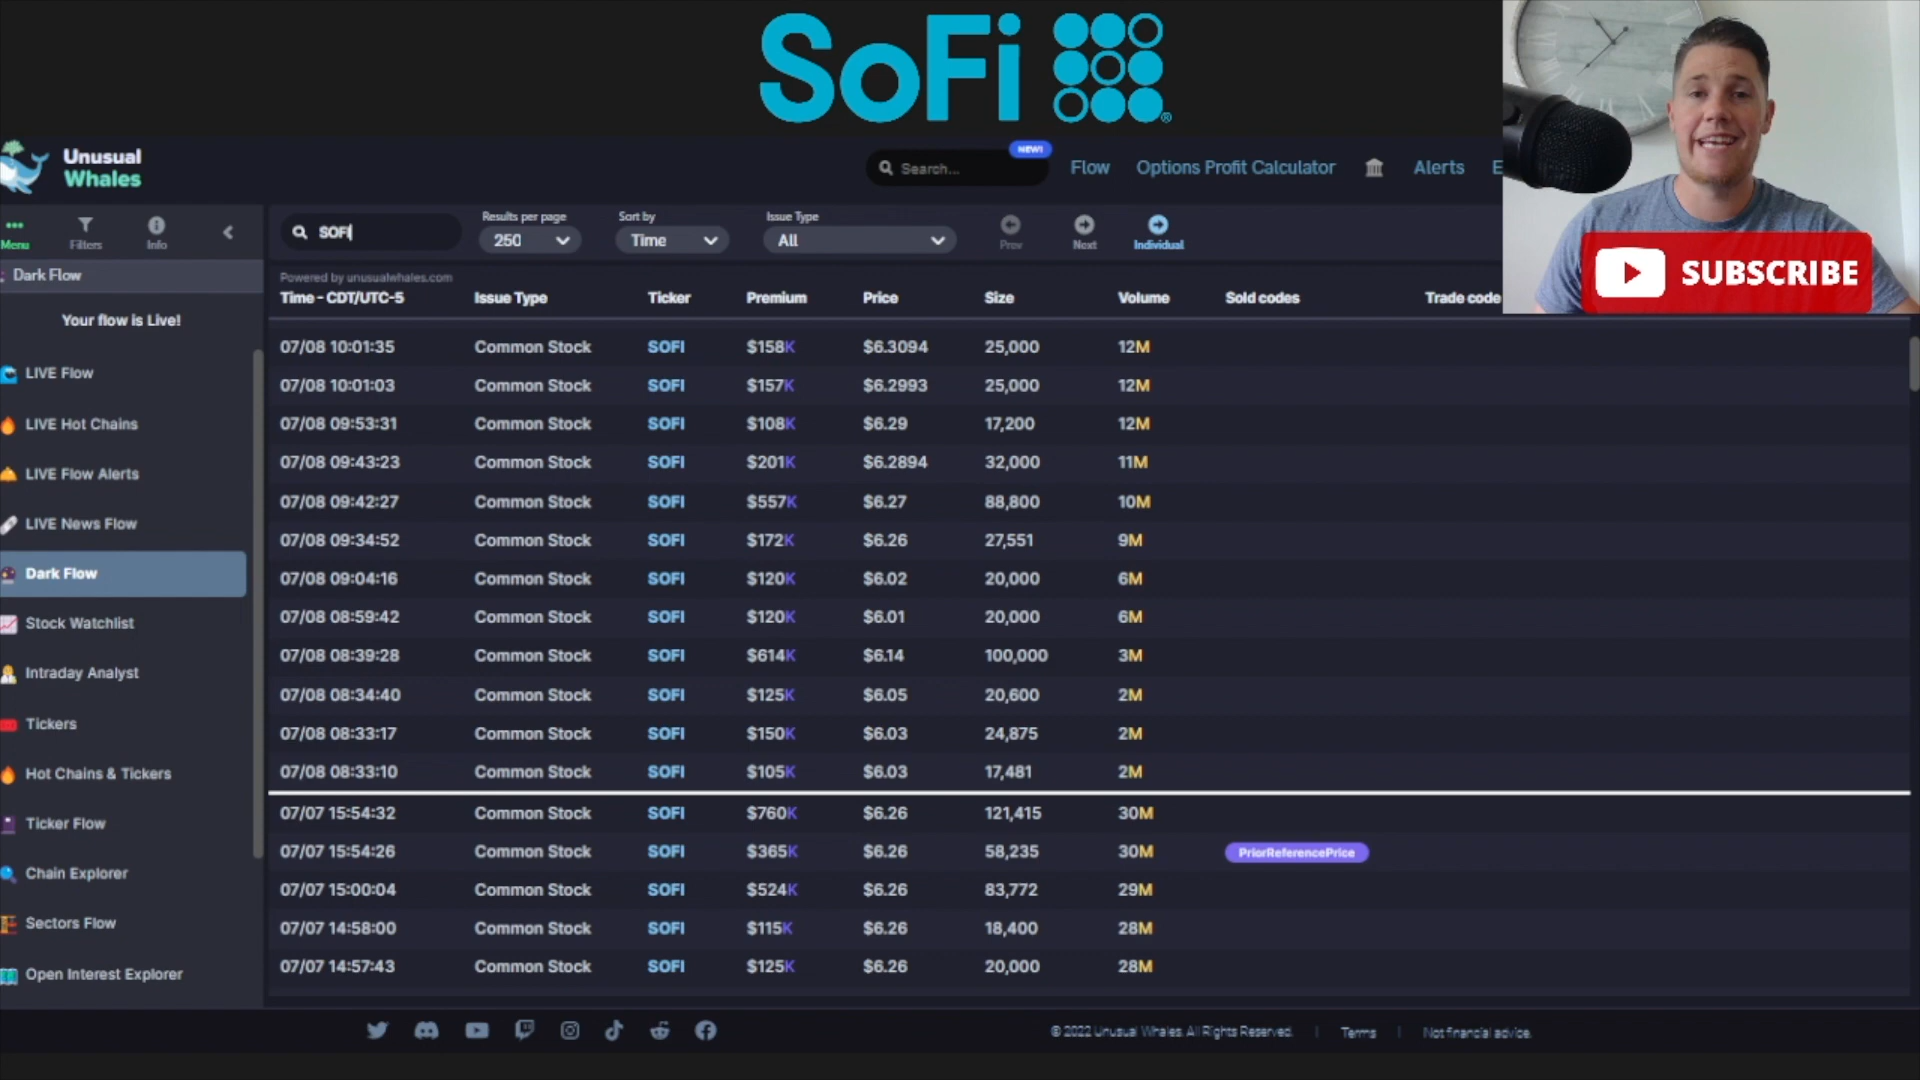 SoFi
®
Unusual
Whales
Search...
NEW!
Flow
Options Profit Calculator
Alerts
E
SUBSCRIBE
Menu
Filters
Info
SOFI
Results per page
250
Sort by
Time
Issue Type
All
Prev
Next
Individual
Dark Flow
Your flow is Live!
LIVE Flow
LIVE Hot Chains
LIVE Flow Alerts
LIVE News Flow
Dark Flow
Stock Watchlist
Intraday Analyst
Tickers
Hot Chains & Tickers
Ticker Flow
Chain Explorer
Sectors Flow
Open Interest Explorer
Powered by unusualwhales.com
Time - CDT/UTC-5 Issue Type Ticker Premium Price Size Volume Sold codes Trade code
07/08 10:01:35 Common Stock SOFI $158K $6.3094 25,000 12M
07/08 10:01:03 Common Stock SOFI $157K $6.2993 25,000 12M
07/08 09:53:31 Common Stock SOFI $108K $6.29 17,200 12M
07/08 09:43:23 Common Stock SOFI $201K $6.2894 32,000 11M
07/08 09:42:27 Common Stock SOFI $557K $6.27 88,800 10M
07/08 09:34:52 Common Stock SOFI $172K $6.26 27,551 9M
07/08 09:04:16 Common Stock SOFI $120K $6.02 20,000 6M
07/08 08:59:42 Common Stock SOFI $120K $6.01 20,000 6M
07/08 08:39:28 Common Stock SOFI $614K $6.14 100,000 3M
07/08 08:34:40 Common Stock SOFI $125K $6.05 20,600 2M
07/08 08:33:17 Common Stock SOFI $150K $6.03 24,875 2M
07/08 08:33:10 Common Stock SOFI $105K $6.03 17,481 2M
07/07 15:54:32 Common Stock SOFI $760K $6.26 121,415 30M
07/07 15:54:26 Common Stock SOFI $365K $6.26 58,235 30M PriorReferencePrice
07/07 15:00:04 Common Stock SOFI $524K $6.26 83,772 29M
07/07 14:58:00 Common Stock SOFI $115K $6.26 18,400 28M
07/07 14:57:43 Common Stock SOFI $125K $6.26 20,000 28M
© 2022 Unusual Whales. All Rights Reserved. | Terms | Not financial advice.